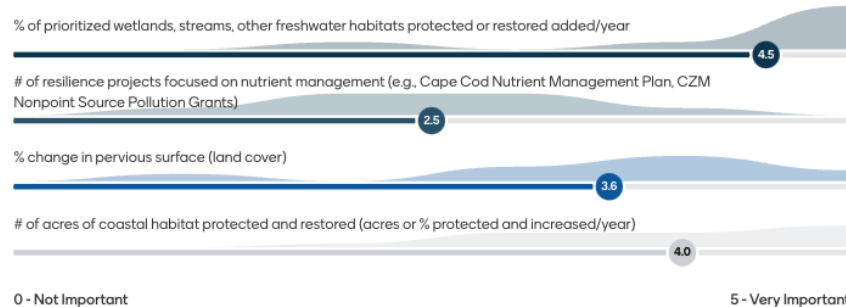 % of prioritized wetlands, streams, other freshwater habitats protected or restored added/year
4.5
# of resilience projects focused on nutrient management (e.g., Cape Cod Nutrient Management Plan, CZM
Nonpoint Source Pollution Grants)
2.5
% change in pervious surface (land cover)
3.6
# of acres of coastal habitat protected and restored (acres or % protected and increased/year)
4.0
0 - Not Important
5 - Very Important